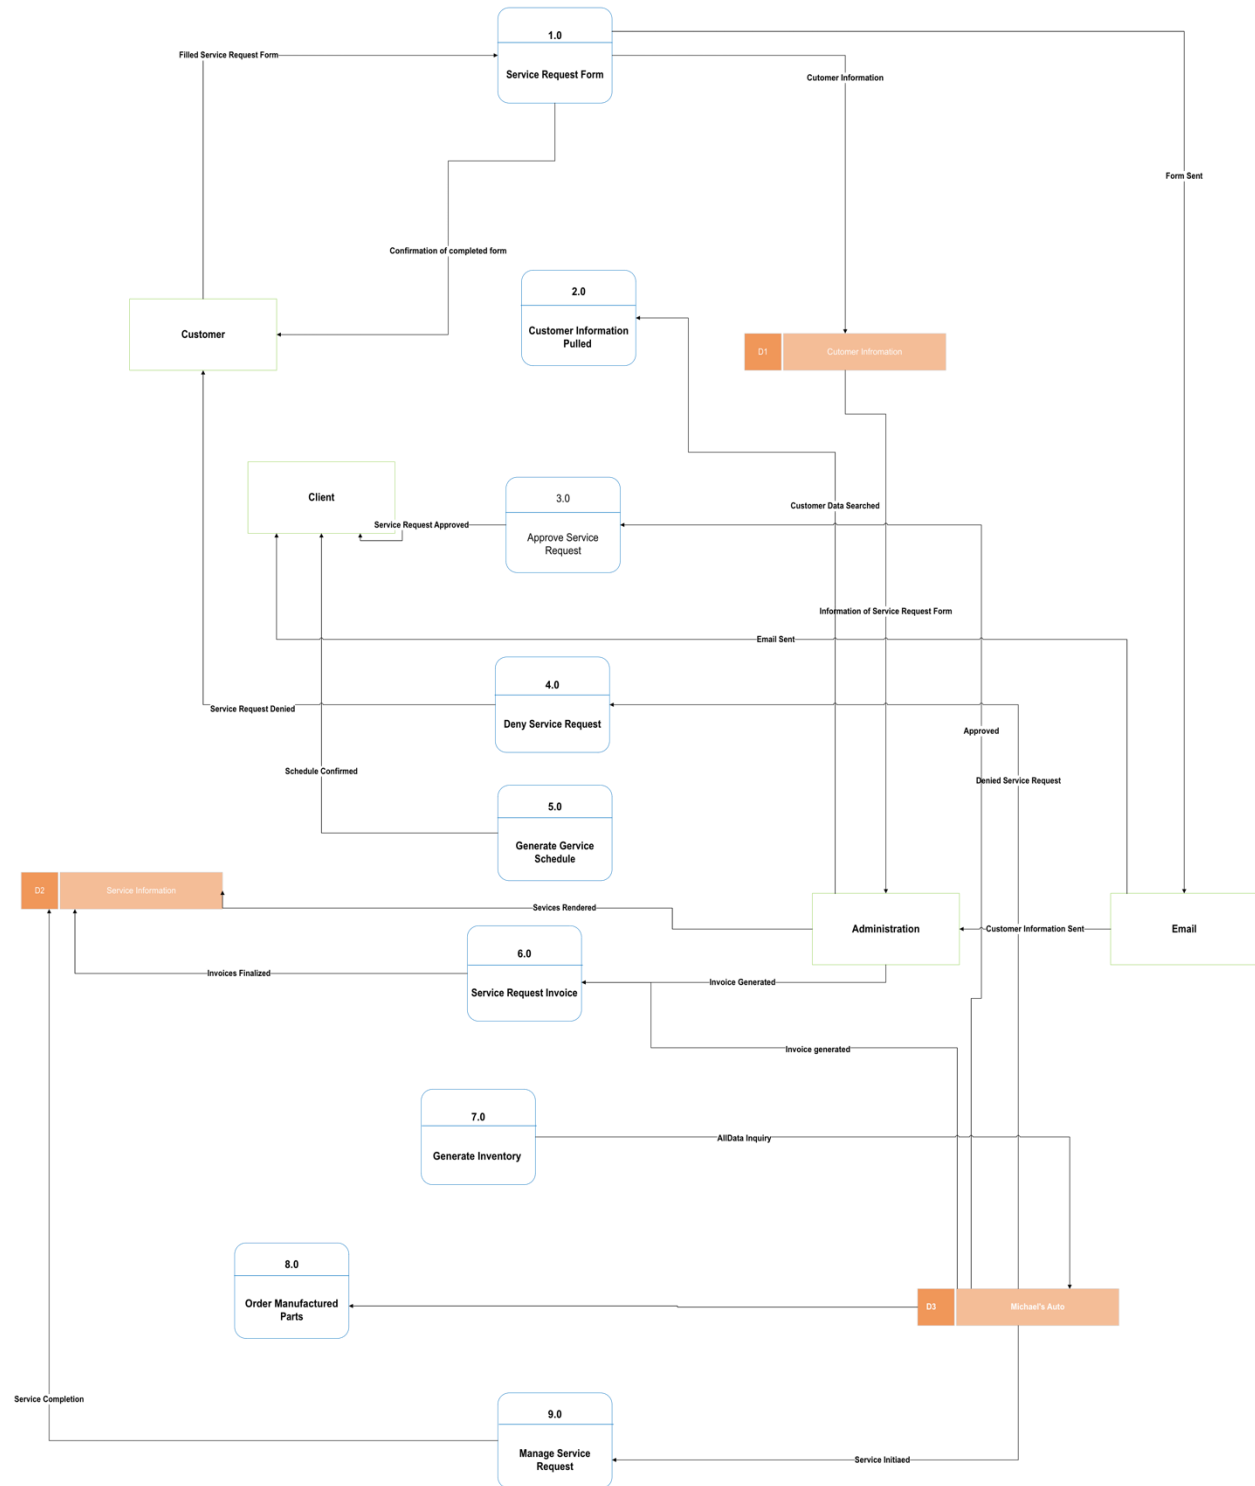 1.0
Filled Service Request Form
Service Request Form
Cutomer Information
Form Sent
Confirmation of completed form
2.0
Customer Information
Pulled
Customer
D1
Cutomer Infromation
Client
3.0
Service Request Approved
Approve Service
Request
Customer Data Searched
Information of Service Request Form
Email Sent
4.0
Service Request Denied
Deny Service Request
Approved
Schedule Confirmed
Denied Service Request
5.0
Generate Gervice
Schedule
D2
Service Information
Sevices Rendered
Administration
Customer Information Sent
Email
6.0
Invoices Finalized
Service Request Invoice
Invoice Generated
Invoice generated
7.0
AllData Inquiry
Generate Inventory
8.0
Order Manufactured
Parts
D3
Michael's Auto
Service Completion
9.0
Manage Service
Request
Service Initiaed